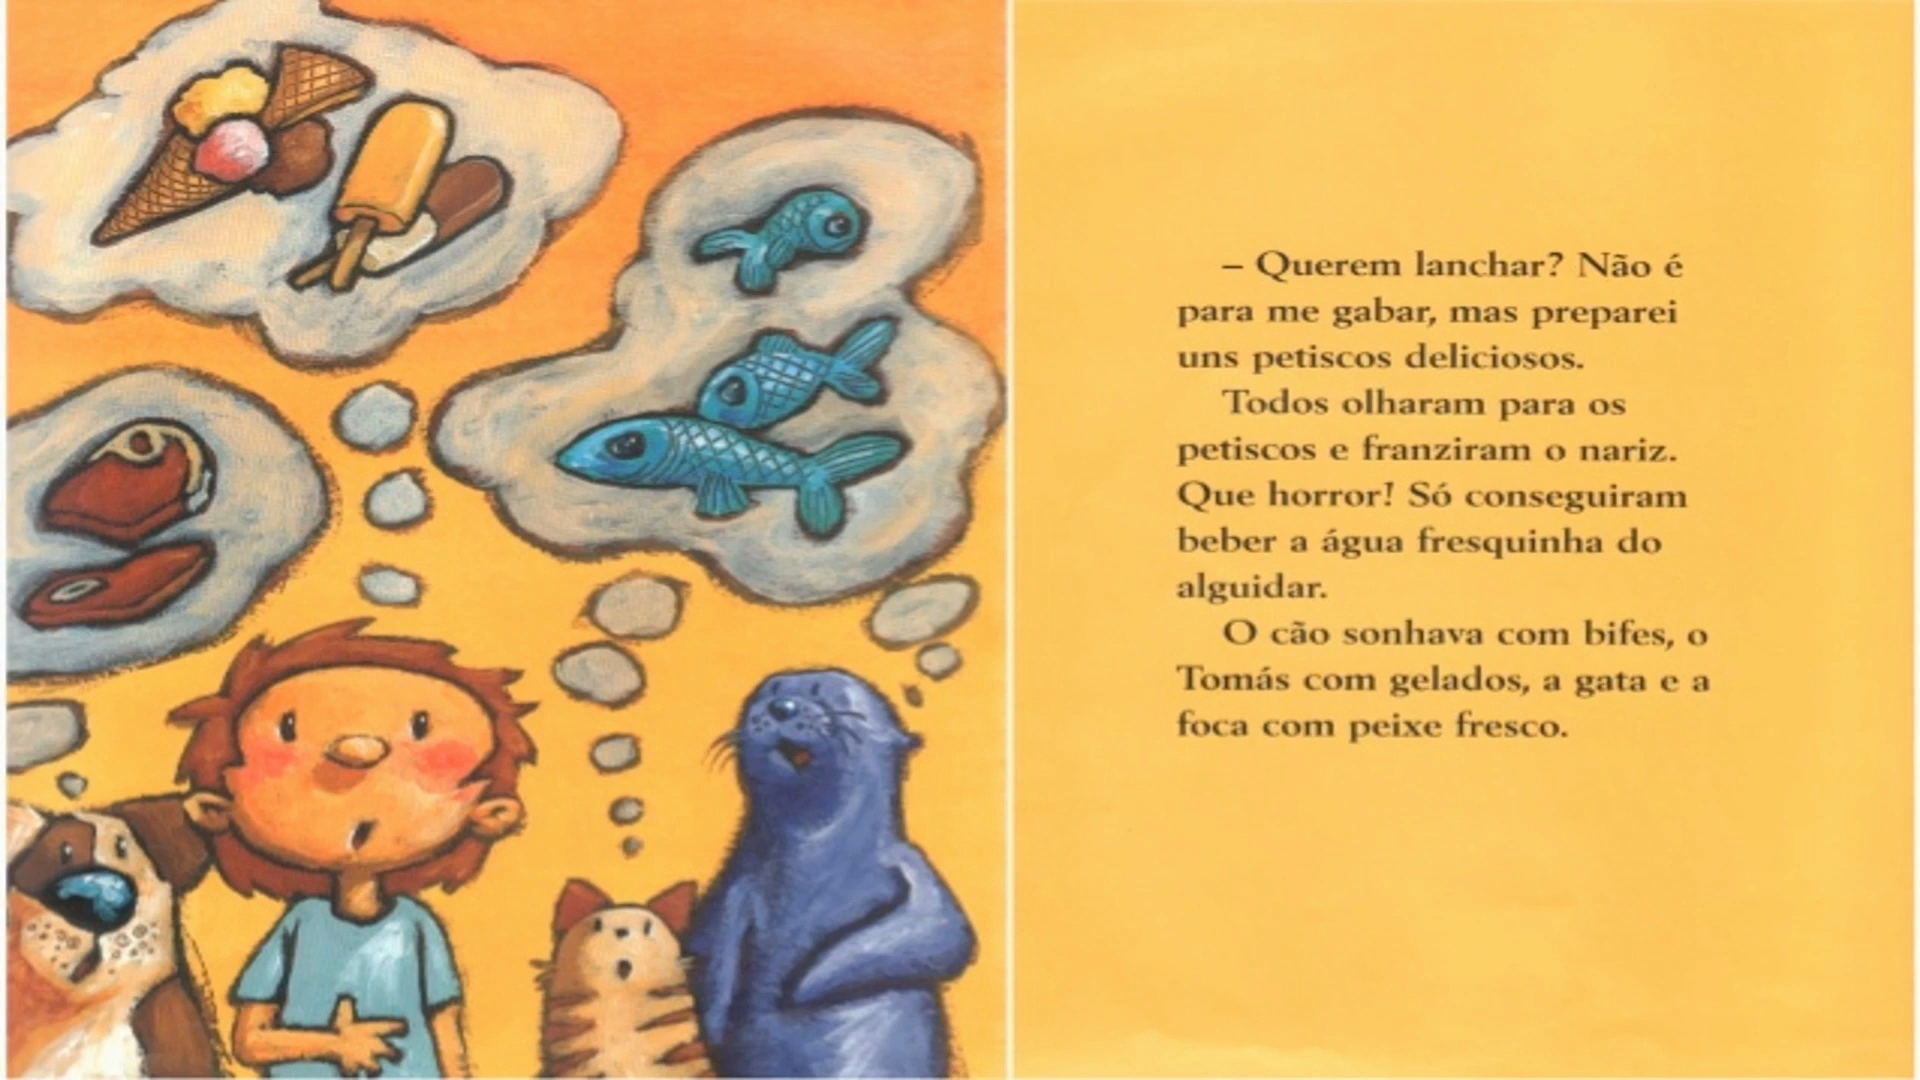 – Querem lanchar? Não é
para me gabar, mas preparei
uns petiscos deliciosos.
Todos olharam para os
petiscos e franziram o nariz.
Que horror! Só conseguiram
beber a água fresquinha do
alguidar.
O cão sonhava com bifes, o
Tomás com gelados, a gata e a
foca com peixe fresco.